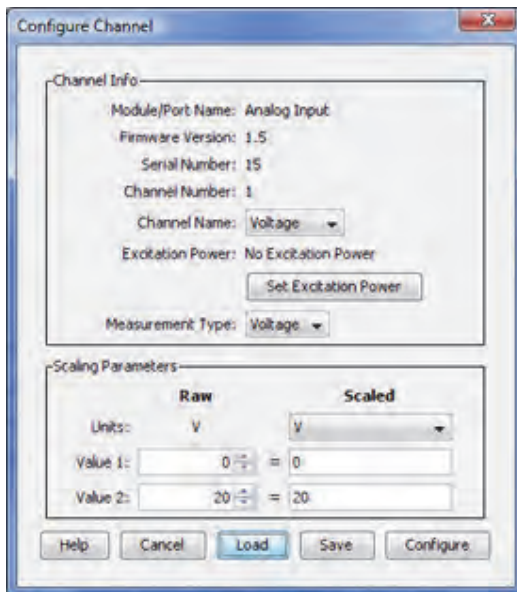 Configure Channel
Channel Info
Module/Port Name: Analog Input
Firmware Version: 1.5
Serial Number: 15
Channel Number: 1
Channel Name: Voltage
Excitation Power: No Excitation Power
Set Excitation Power
Measurement Type: Voltage
Scaling Parameters
Raw Scaled
Units: V V
Value 1: 0 = 0
Value 2: 20 = 20
Help Cancel Load Save Configure